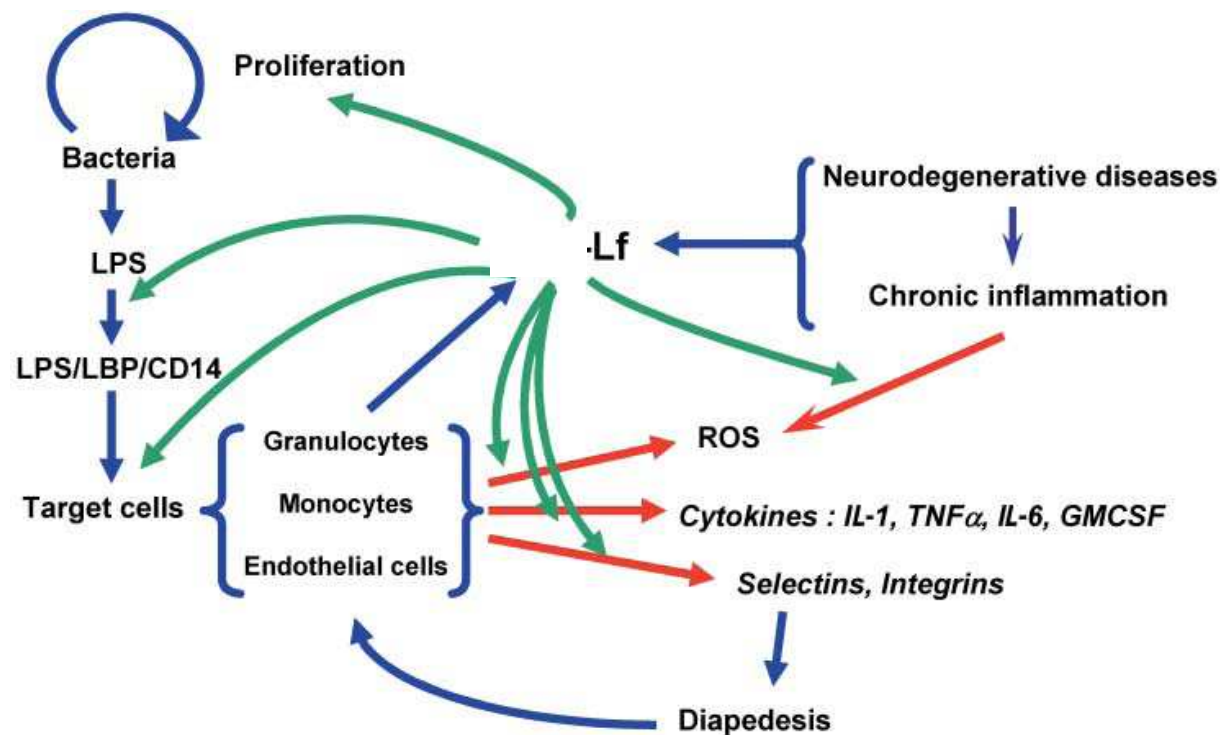 Proliferation
Bacteria
Neurodegenerative diseases
-Lf
LPS
Chronic inflammation
LPS/LBP/CD14
Granulocytes
ROS
Target cells
Monocytes
Cytokines : IL-1, TNFα, IL-6, GMCSF
Endothelial cells
Selectins, Integrins
Diapedesis